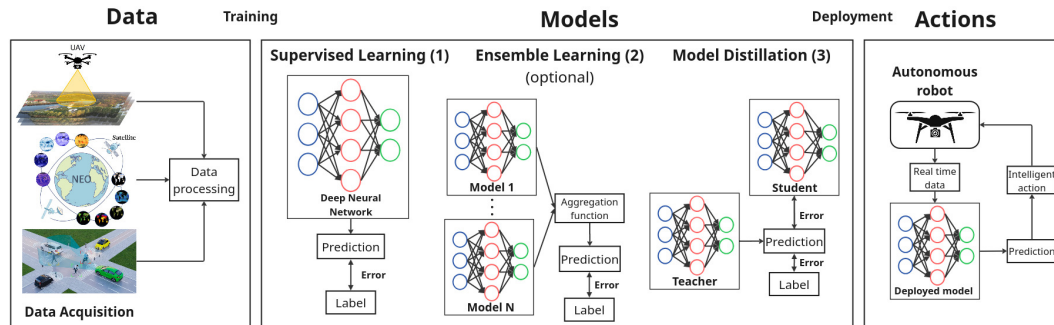 Data
Training
Models
Deployment
Actions
UAV
Satellite
NEO
Data
processing
Data Acquisition
Supervised Learning (1)
Deep Neural
Network
Prediction
Error
Label
Ensemble Learning (2)
(optional)
Model 1
Model N
Aggregation
function
Prediction
Error
Label
Model Distillation (3)
Teacher
Student
Error
Prediction
Error
Label
Autonomous
robot
Real time
data
Deployed model
Prediction
Intelligent
action